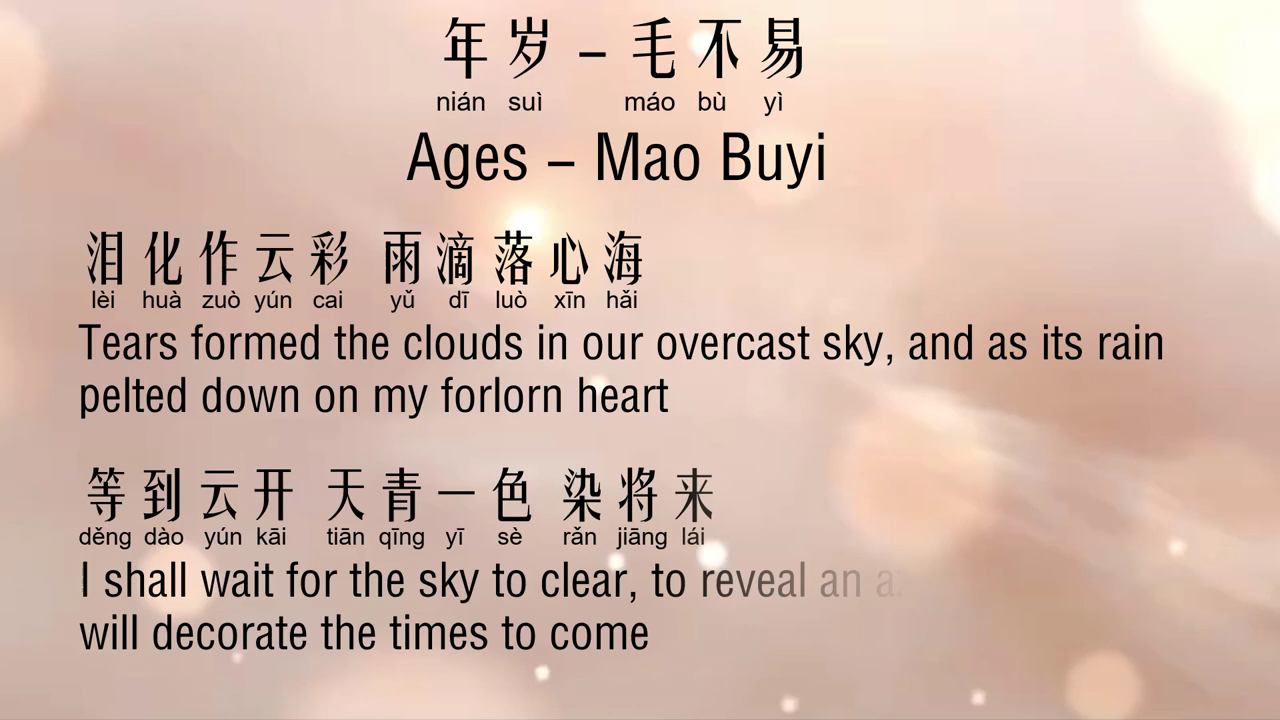 年岁 – 毛不易
nián suì máo bù yì
Ages – Mao Buyi
泪化作云彩 雨滴落心海
lèi huà zuò yún cai yǔ dī luò xīn hǎi
Tears formed the clouds in our overcast sky, and as its rain
pelted down on my forlorn heart
等到云开 天青一色 染将来
děng dào yún kāi tiān qīng yī sè rǎn jiāng lái
I shall wait for the sky to clear, to reveal an
will decorate the times to come